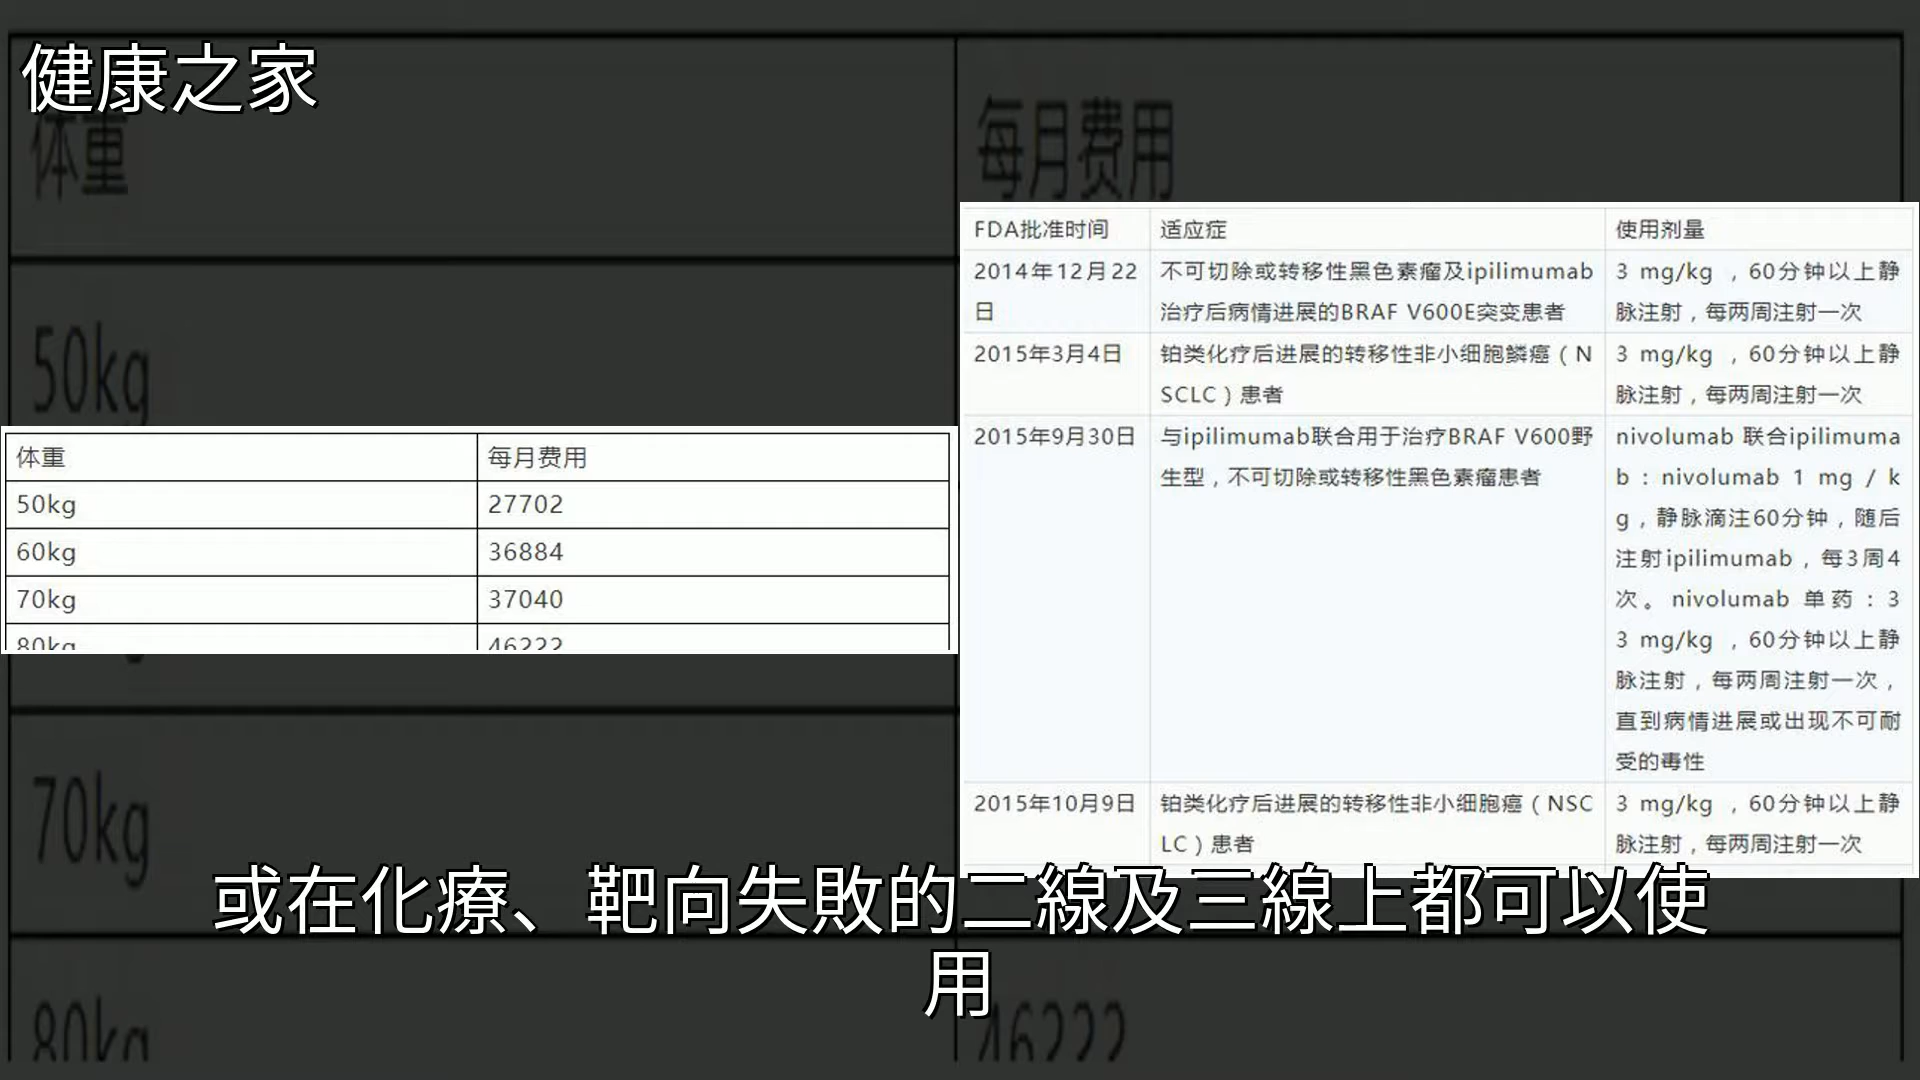 健康之家
体重
每月费用
50kg
70kg
80kg
46222
体重 每月费用
50kg 27702
60kg 36884
70kg 37040
80kg 46222
FDA批准时间 适应症 使用剂量
2014年12月22 不可切除或转移性黑色素瘤及ipilimumab 3 mg/kg ，60分钟以上静
日 治疗后病情进展的BRAF V600E突变患者 脉注射，每两周注射一次
2015年3月4日 铂类化疗后进展的转移性非小细胞鳞癌（N 3 mg/kg ，60分钟以上静
SCLC）患者 脉注射，每两周注射一次
2015年9月30日 与ipilimumab联合用于治疗BRAF V600野 nivolumab 联合ipilimuma
生型，不可切除或转移性黑色素瘤患者 b：nivolumab 1 mg / k
g，静脉滴注60分钟，随后
注射ipilimumab，每3周4
次。nivolumab 单药：3
3 mg/kg ，60分钟以上静
脉注射，每两周注射一次，
直到病情进展或出现不可耐
受的毒性
2015年10月9日 铂类化疗后进展的转移性非小细胞癌（NSC 3 mg/kg ，60分钟以上静
LC）患者 脉注射，每两周注射一次
或在化療、靶向失敗的二線及三線上都可以使
用